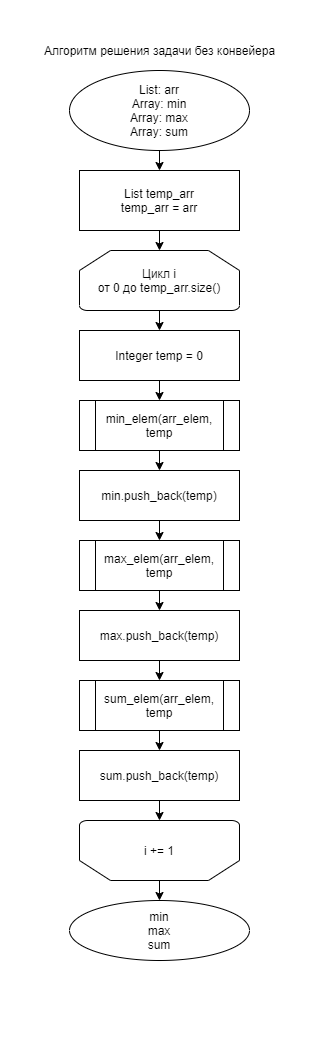 Алгоритм решения задачи без конвейера
List: arr
Array: min
Array: max
Array: sum
List temp_arr
temp_arr = arr
Цикл i
от 0 до temp_arr.size()
Integer temp = 0
min_elem(arr_elem,
temp
min.push_back(temp)
max_elem(arr_elem,
temp
max.push_back(temp)
sum_elem(arr_elem,
temp
sum.push_back(temp)
i += 1
min
max
sum